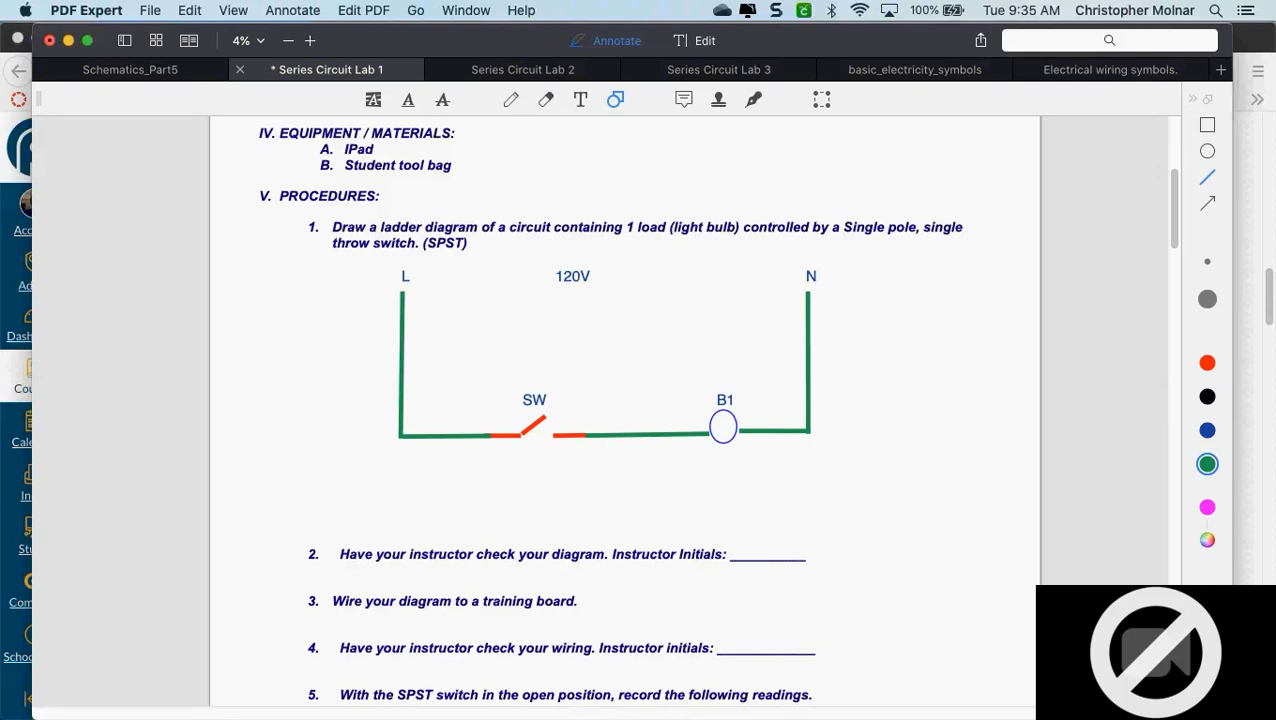 PDF Expert File Edit View Annotate Edit PDF Go Window Help 100% Tue 9:35 AM Christopher Molnar
4% Annotate Edit
Schematics_Part5 * Series Circuit Lab 1 Series Circuit Lab 2 Series Circuit Lab 3 basic_electricity_symbols Electrical wiring symbols.
IV. EQUIPMENT / MATERIALS:
A. IPad
B. Student tool bag
V. PROCEDURES:
1. Draw a ladder diagram of a circuit containing 1 load (light bulb) controlled by a Single pole, single
throw switch. (SPST)
L 120V N
SW B1
2. Have your instructor check your diagram. Instructor Initials: __________
3. Wire your diagram to a training board.
4. Have your instructor check your wiring. Instructor initials: _____________
5. With the SPST switch in the open position, record the following readings.